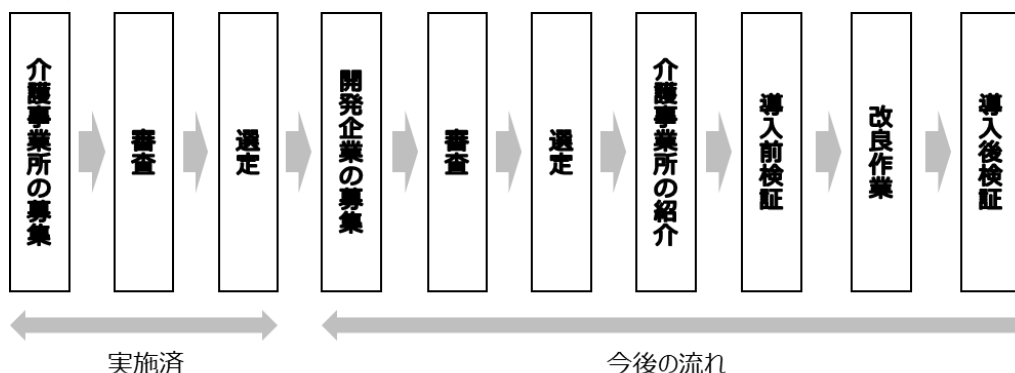 介護事業所の募集
審査
選定
開発企業の募集
審査
選定
介護事業所の紹介
導入前検証
改良作業
導入後検証
実施済
今後の流れ